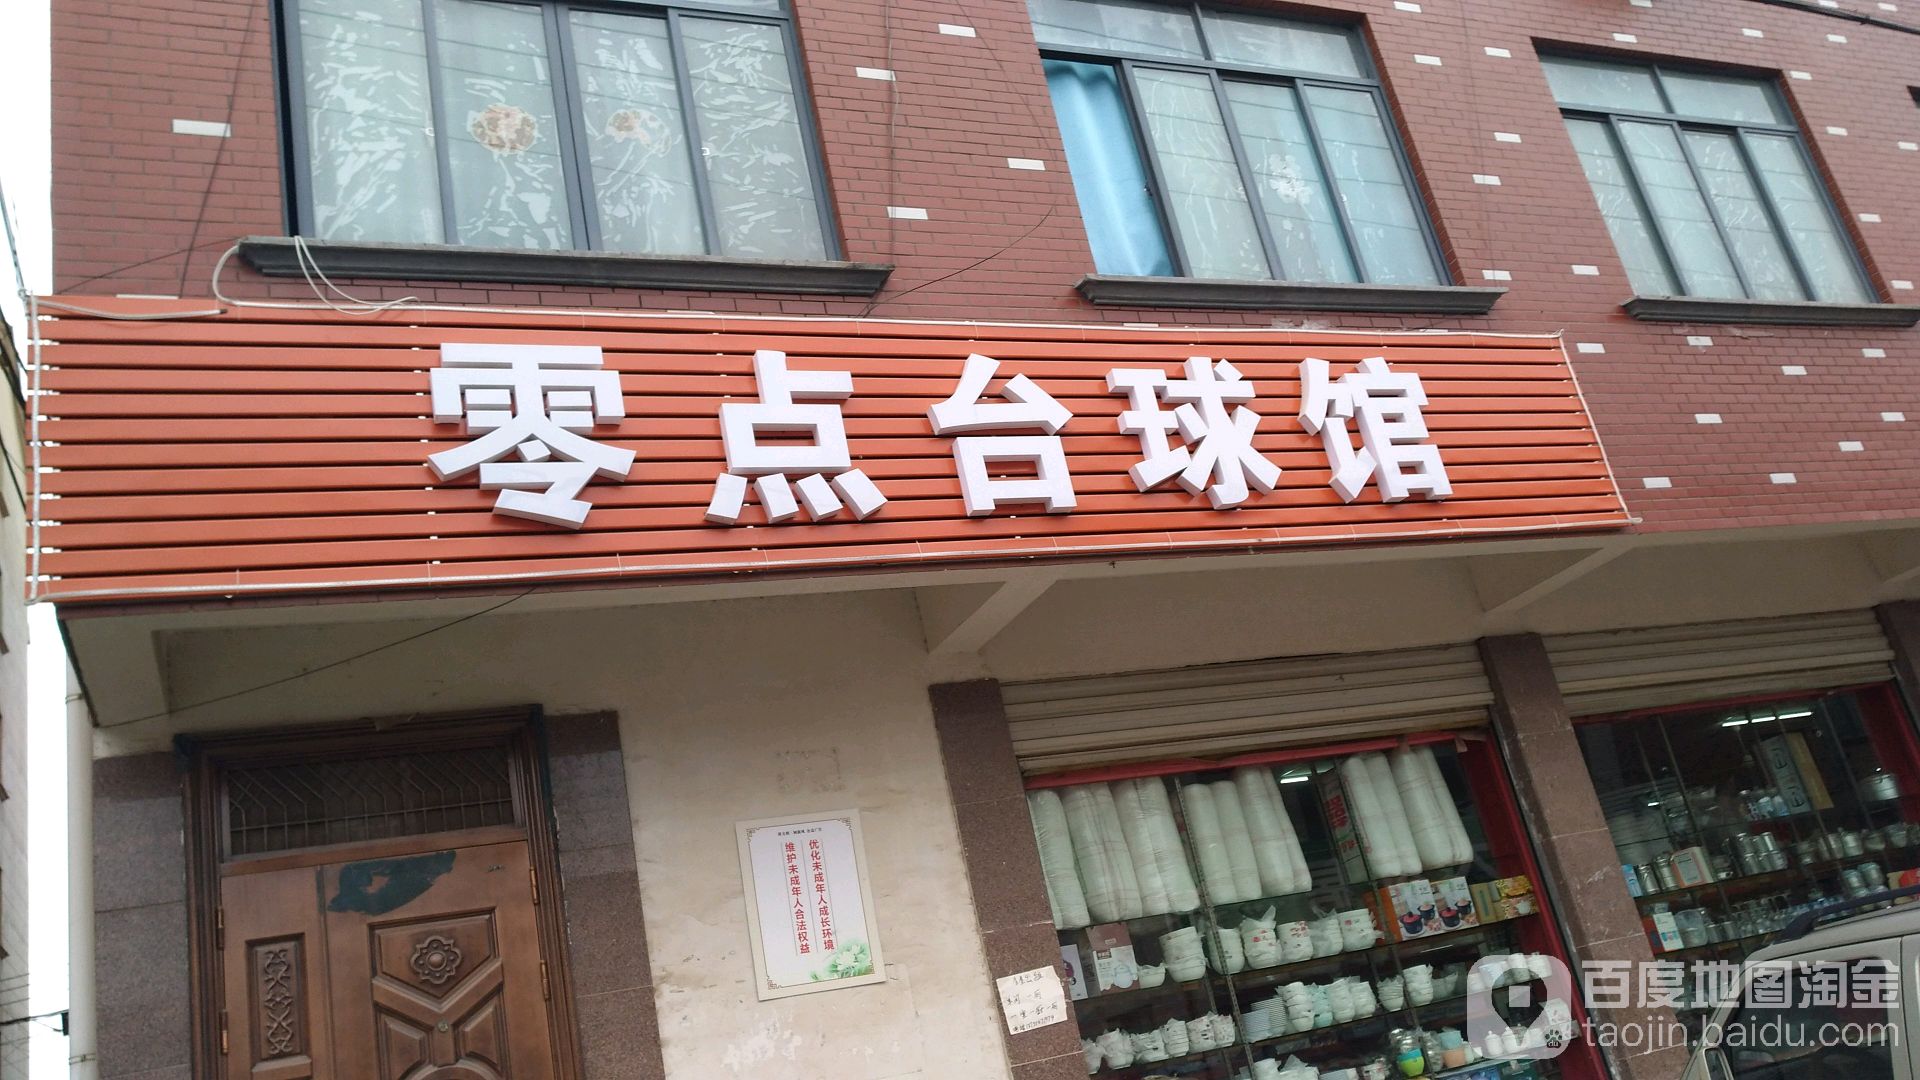 零点台球馆
优化未成年人成长环境
维护未成年人合法权益
百度地图淘金
taojin.baidu.com